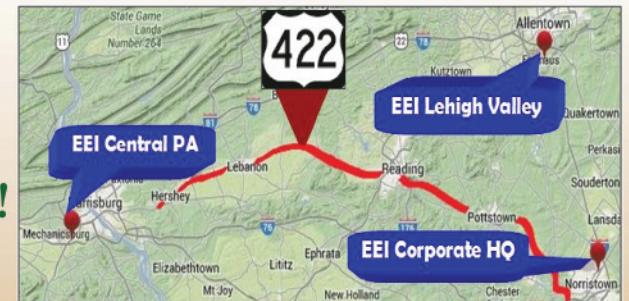 State Game
Lands
Number 264
11
22
78
Allentown
422
Kutztown
EEI Lehigh Valley
Quakertown
78
81
EEI Central PA
Perkasi
Lebanon
Reading
Souderton
Hershey
Pottstown
Lansda
Mechanicsburg
76
176
EEI Corporate HQ
Elizabethtown
Lititz
Ephrata
Norristown
Mt Joy
New Holland
Chester
!